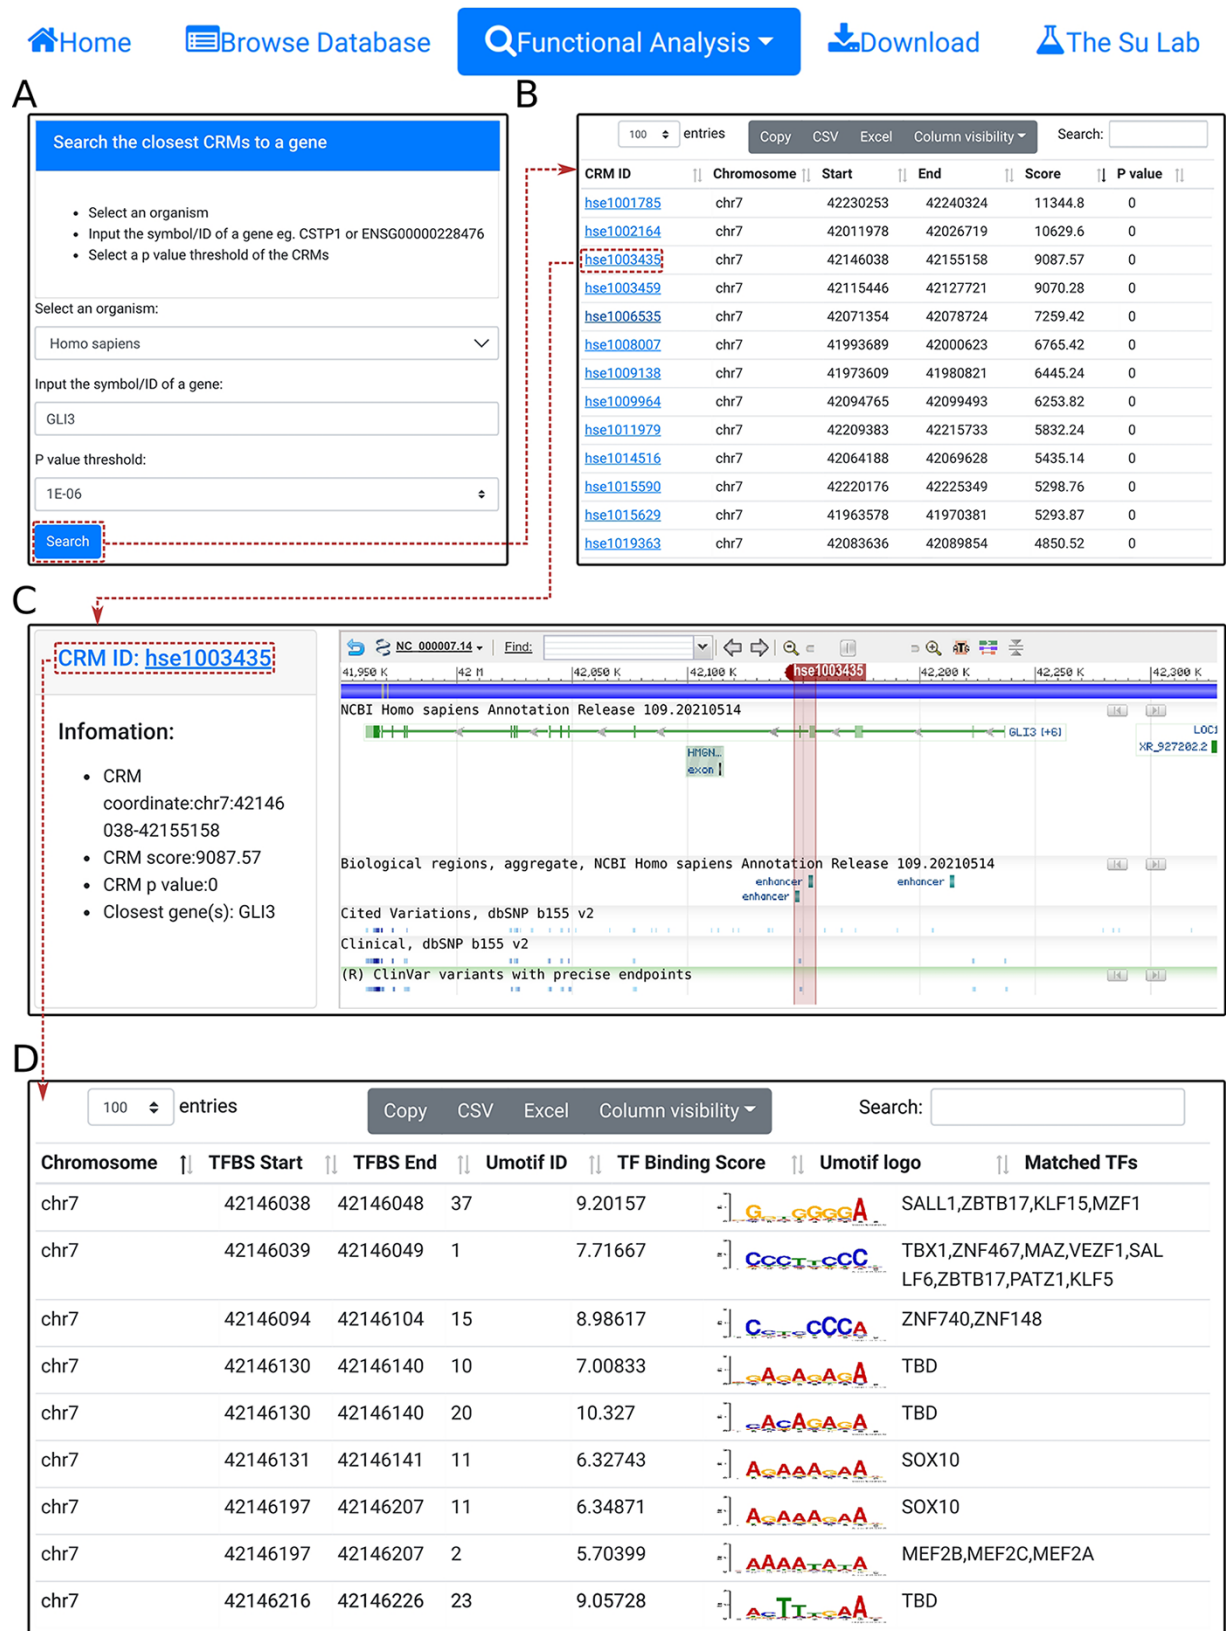 Home Browse Database Functional Analysis Download The Su Lab
A
Search the closest CRMs to a gene
Select an organism
Input the symbol/ID of a gene eg. CSTP1 or ENSG00000228476
Select a p value threshold of the CRMs
Select an organism:
Homo sapiens
Input the symbol/ID of a gene:
GLI3
P value threshold:
1E-06
Search
B
100 entries Copy CSV Excel Column visibility Search:
CRM ID Chromosome Start End Score P value
hse1001785 chr7 42230253 42240324 11344.8 0
hse1002164 chr7 42011978 42026719 10629.6 0
hse1003435 chr7 42146038 42155158 9087.57 0
hse1003459 chr7 42115446 42127721 9070.28 0
hse1006535 chr7 42071354 42078724 7259.42 0
hse1008007 chr7 41993689 42000623 6765.42 0
hse1009138 chr7 41973609 41980821 6445.24 0
hse1009964 chr7 42094765 42099493 6253.82 0
hse1011979 chr7 42209383 42215733 5832.24 0
hse1014516 chr7 42064188 42069628 5435.14 0
hse1015590 chr7 42220176 42225349 5298.76 0
hse1015629 chr7 41963578 41970381 5293.87 0
hse1019363 chr7 42083636 42089854 4850.52 0
C
CRM ID: hse1003435
Infomation:
CRM
coordinate:chr7:42146
038-42155158
CRM score:9087.57
CRM p value:0
Closest gene(s): GLI3
NC_000007.14 Find: ATG
41,950 K 42 M 42,050 K 42,100 K hse1003435 42,200 K 42,250 K 42,300 K
NCBI Homo sapiens Annotation Release 109.20210514
GLI3 [+6] LOC1
XR_927202.2
HMGN...
exon
Biological regions, aggregate, NCBI Homo sapiens Annotation Release 109.20210514
enhancer enhancer
enhancer
Cited Variations, dbSNP b155 v2
Clinical, dbSNP b155 v2
(R) ClinVar variants with precise endpoints
D
100 entries Copy CSV Excel Column visibility Search:
Chromosome TFBS Start TFBS End Umotif ID TF Binding Score Umotif logo Matched TFs
chr7 42146038 42146048 37 9.20157 SALL1,ZBTB17,KLF15,MZF1
chr7 42146039 42146049 1 7.71667 CCCTTCCC TBX1,ZNF467,MAZ,VEZF1,SAL
LF6,ZBTB17,PATZ1,KLF5
chr7 42146094 42146104 15 8.98617 ZNF740,ZNF148
chr7 42146130 42146140 10 7.00833 GAGAGAGA TBD
chr7 42146130 42146140 20 10.327 CACAGAGA TBD
chr7 42146131 42146141 11 6.32743 AGAAAGAA SOX10
chr7 42146197 42146207 11 6.34871 AGAAAGAA SOX10
chr7 42146197 42146207 2 5.70399 AAAATATA MEF2B,MEF2C,MEF2A
chr7 42146216 42146226 23 9.05728 TBD